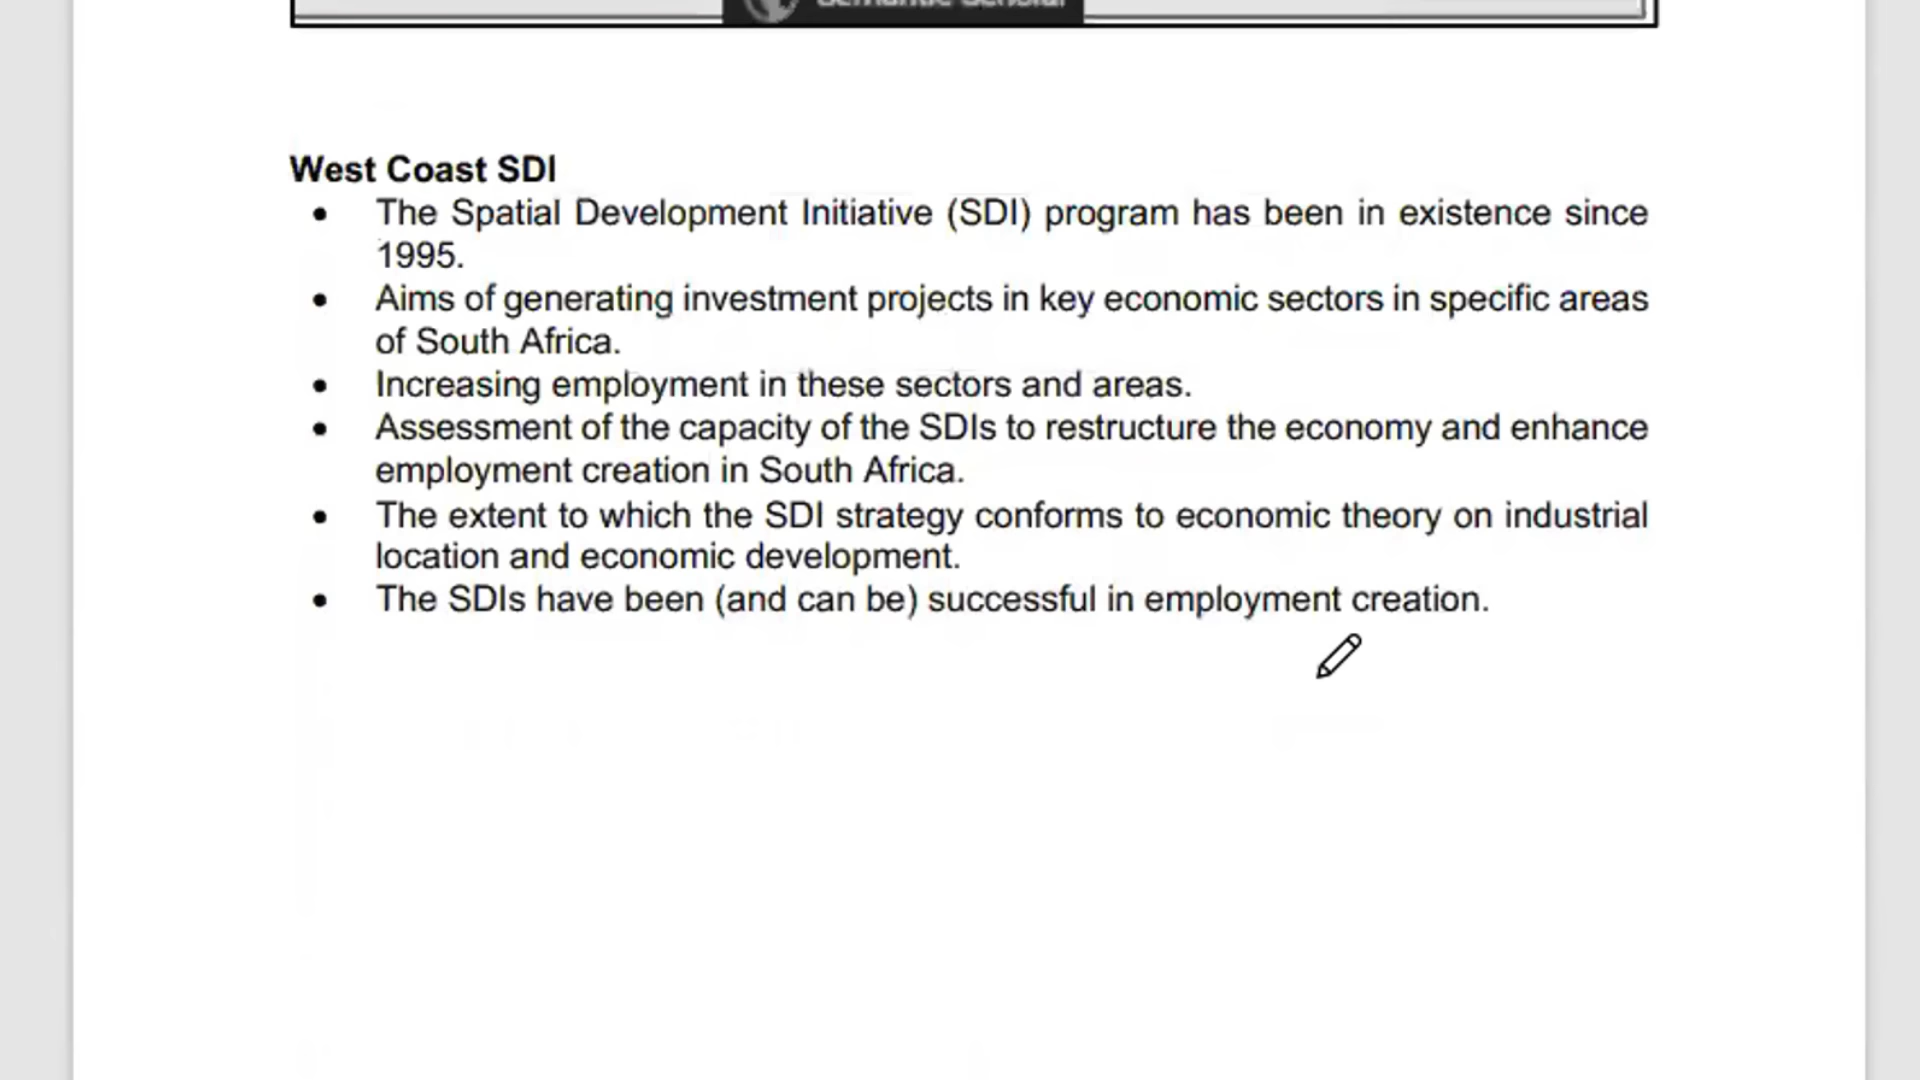 West Coast SDI
• The Spatial Development Initiative (SDI) program has been in existence since
1995.
• Aims of generating investment projects in key economic sectors in specific areas
of South Africa.
• Increasing employment in these sectors and areas.
• Assessment of the capacity of the SDIs to restructure the economy and enhance
employment creation in South Africa.
• The extent to which the SDI strategy conforms to economic theory on industrial
location and economic development.
• The SDIs have been (and can be) successful in employment creation.